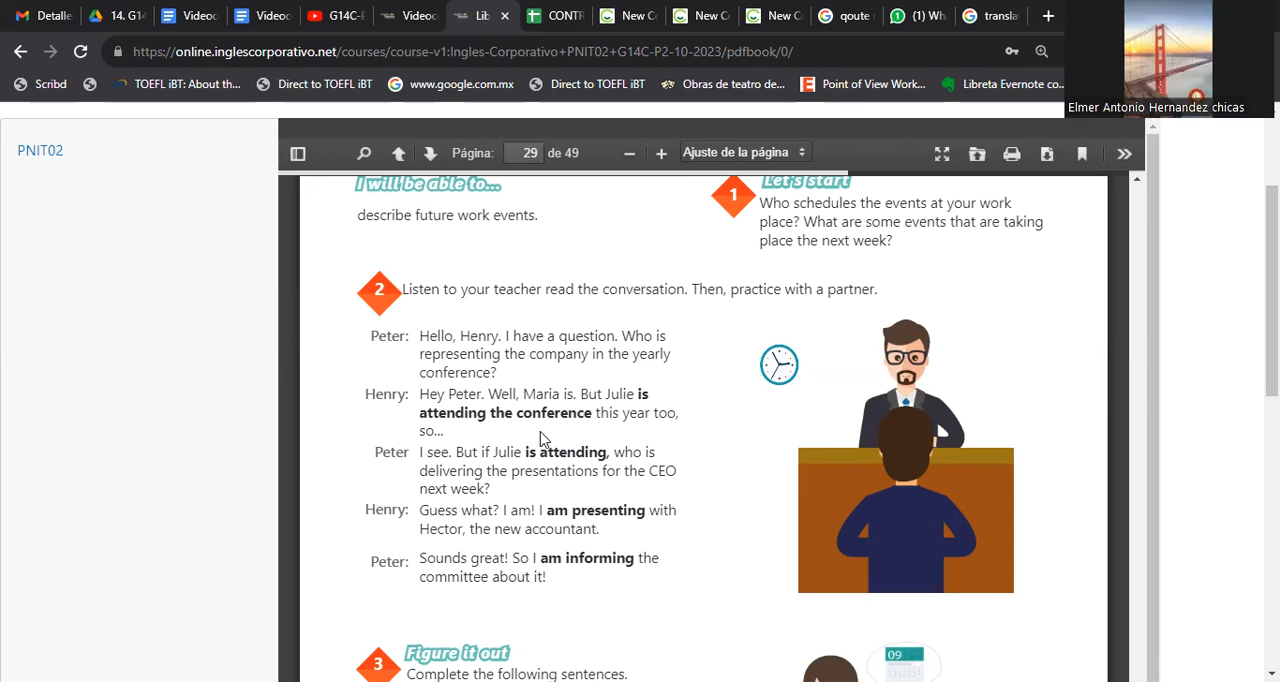 Detalle
14. G14
Videoc
Videoc
G14C-F
Videoc
Lib
CONTR
New Co
New Co
New Co
qoute
(1) Wha
translat
https://online.inglescorporativo.net/courses/course-v1:Ingles-Corporativo+PNIT02+G14C-P2-10-2023/pdfbook/0/
Scribd
TOEFL iBT: About th...
Direct to TOEFL iBT
www.google.com.mx
Direct to TOEFL iBT
Obras de teatro de...
Point of View Work...
Libreta Evernote co...
Elmer Antonio Hernandez chicas
PNIT02
Página: 29 de 49
Ajuste de la página
I will be able to...
describe future work events.
1 Let's start
Who schedules the events at your work
place? What are some events that are taking
place the next week?
2 Listen to your teacher read the conversation. Then, practice with a partner.
Peter: Hello, Henry. I have a question. Who is
representing the company in the yearly
conference?
Henry: Hey Peter. Well, Maria is. But Julie is
attending the conference this year too,
so...
Peter I see. But if Julie is attending, who is
delivering the presentations for the CEO
next week?
Henry: Guess what? I am! I am presenting with
Hector, the new accountant.
Peter: Sounds great! So I am informing the
committee about it!
3 Figure it out
Complete the following sentences.
09